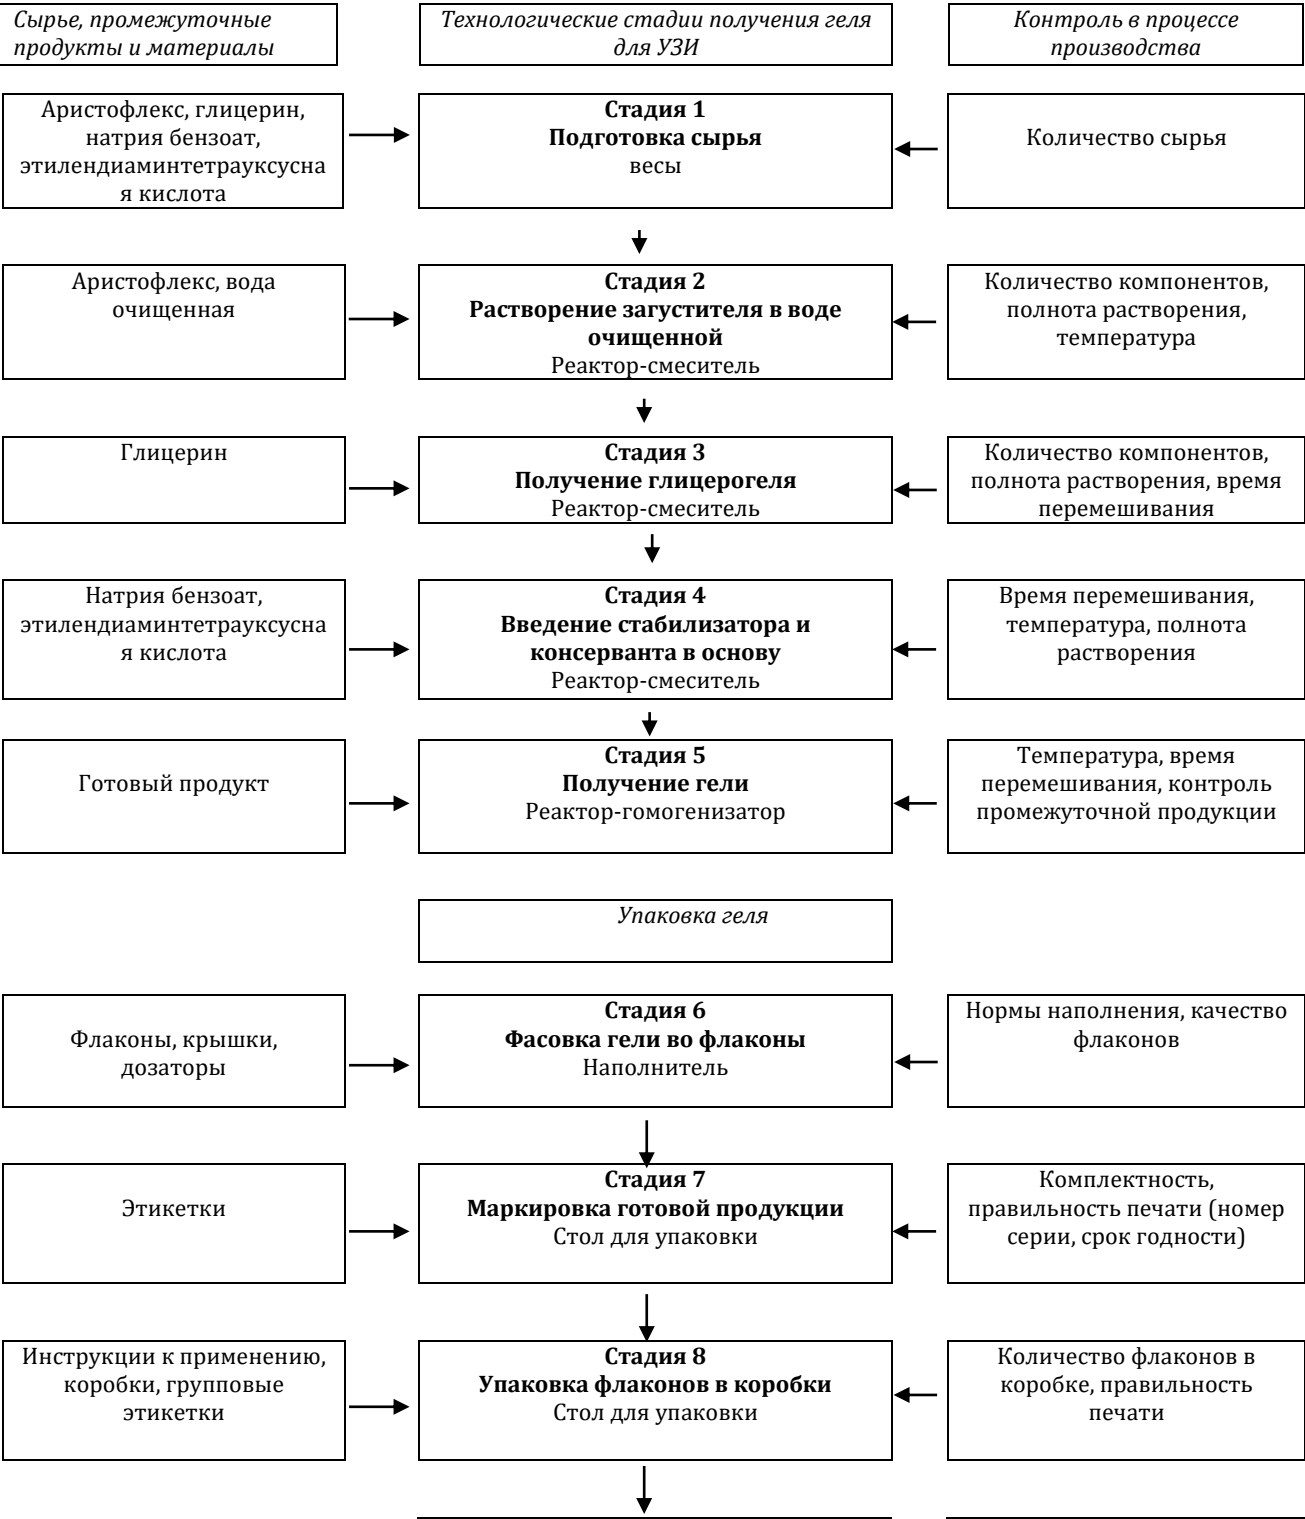 Сырье, промежуточные
продукты и материалы
Технологические стадии получения геля
для УЗИ
Контроль в процессе
производства
Аристофлекс, глицерин,
натрия бензоат,
этилендиаминтетрауксусна
я кислота
Стадия 1
Подготовка сырья
весы
Количество сырья
Аристофлекс, вода
очищенная
Стадия 2
Растворение загустителя в воде
очищенной
Реактор-смеситель
Количество компонентов,
полнота растворения,
температура
Глицерин
Стадия 3
Получение глицерогеля
Реактор-смеситель
Количество компонентов,
полнота растворения, время
перемешивания
Натрия бензоат,
этилендиаминтетрауксусна
я кислота
Стадия 4
Введение стабилизатора и
консерванта в основу
Реактор-смеситель
Время перемешивания,
температура, полнота
растворения
Готовый продукт
Стадия 5
Получение гели
Реактор-гомогенизатор
Температура, время
перемешивания, контроль
промежуточной продукции
Упаковка геля
Флаконы, крышки,
дозаторы
Стадия 6
Фасовка гели во флаконы
Наполнитель
Нормы наполнения, качество
флаконов
Этикетки
Стадия 7
Маркировка готовой продукции
Стол для упаковки
Комплектность,
правильность печати (номер
серии, срок годности)
Инструкции к применению,
коробки, групповые
этикетки
Стадия 8
Упаковка флаконов в коробки
Стол для упаковки
Количество флаконов в
коробке, правильность
печати